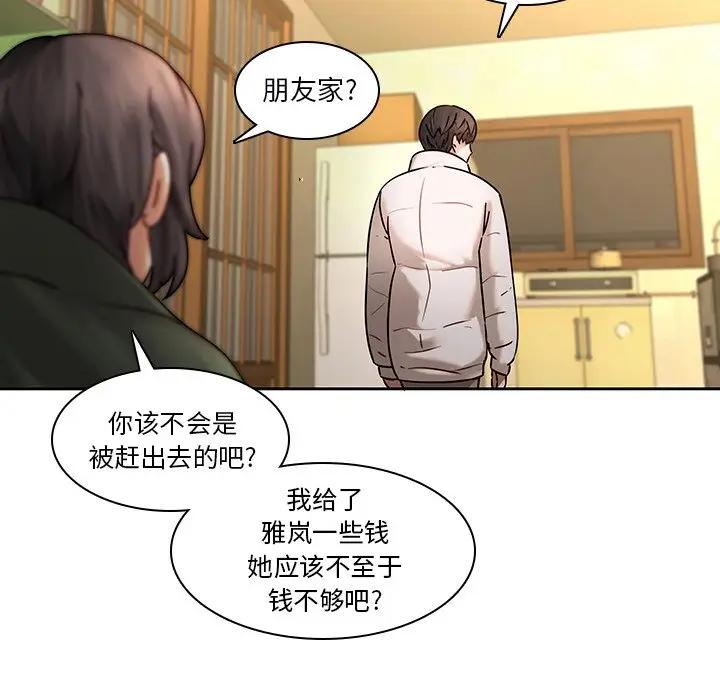 朋友家?
你该不会是
被赶出去的吧?
我给了
雅岚一些钱
她应该不至于
钱不够吧?